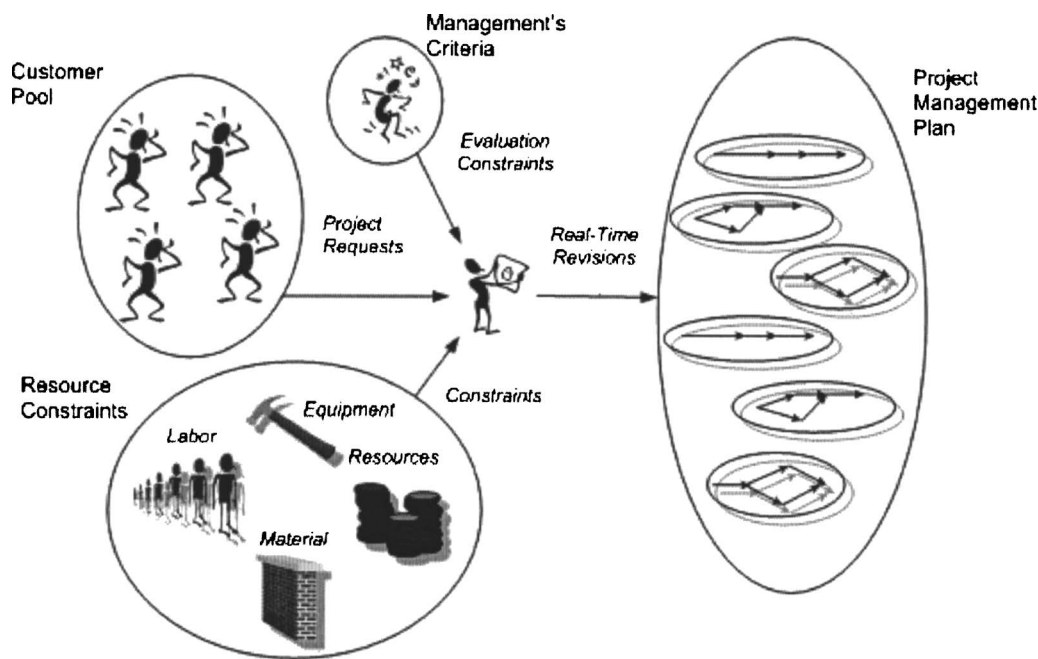 Management's
Criteria
Customer
Pool
Project
Management
Plan
Evaluation
Constraints
Project
Requests
Real-Time
Revisions
Resource
Constraints
Constraints
Equipment
Labor
Resources
Material